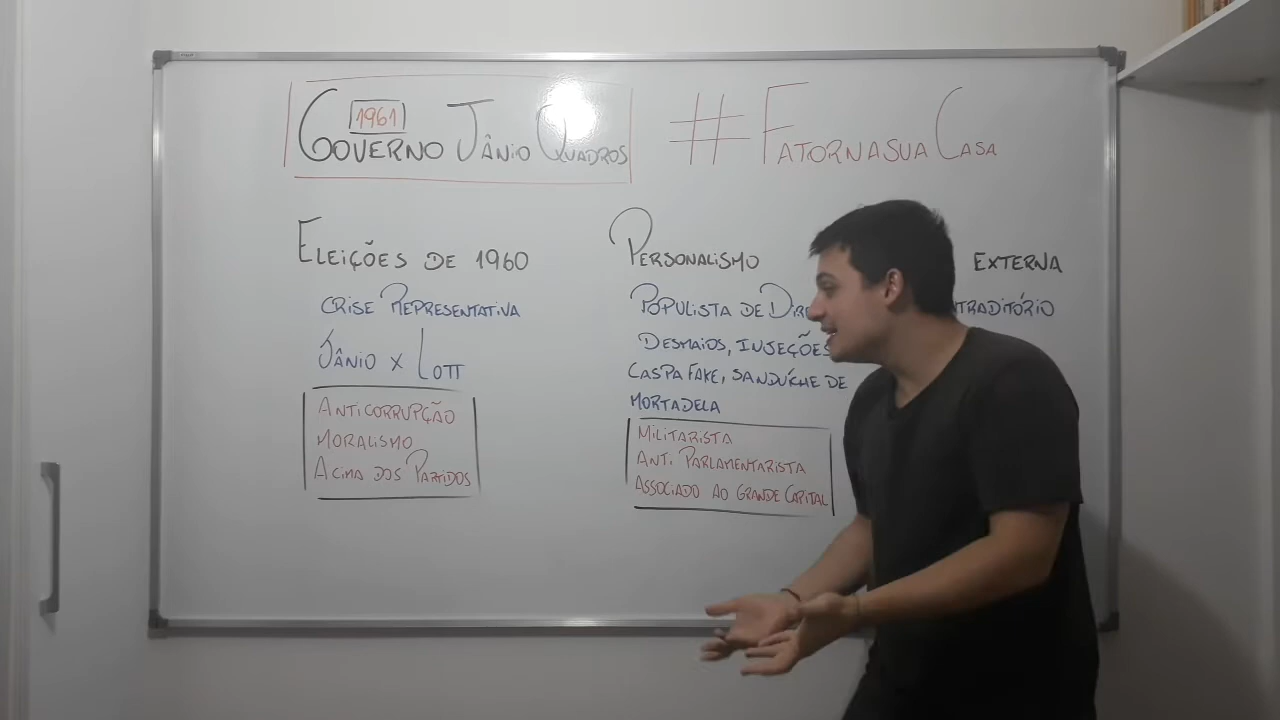 1961
GOVERNO JÂNIO QUADROS
#FATORNASUACASA
ELEIÇÕES DE 1960
CRISE REPRESENTATIVA
JÂNIO X LOTT
ANTICORRUPÇÃO
MORALISMO
ACIMA DOS PARTIDOS
PERSONALISMO
POPULISTA DE
DESMAIOS, INJEÇÕES
CASPA FAKE, SANDUÍCHE DE
MORTADELA
MILITARISTA
ANTI PARLAMENTARISTA
ASSOCIADO AO GRANDE CAPITAL
EXTERNA